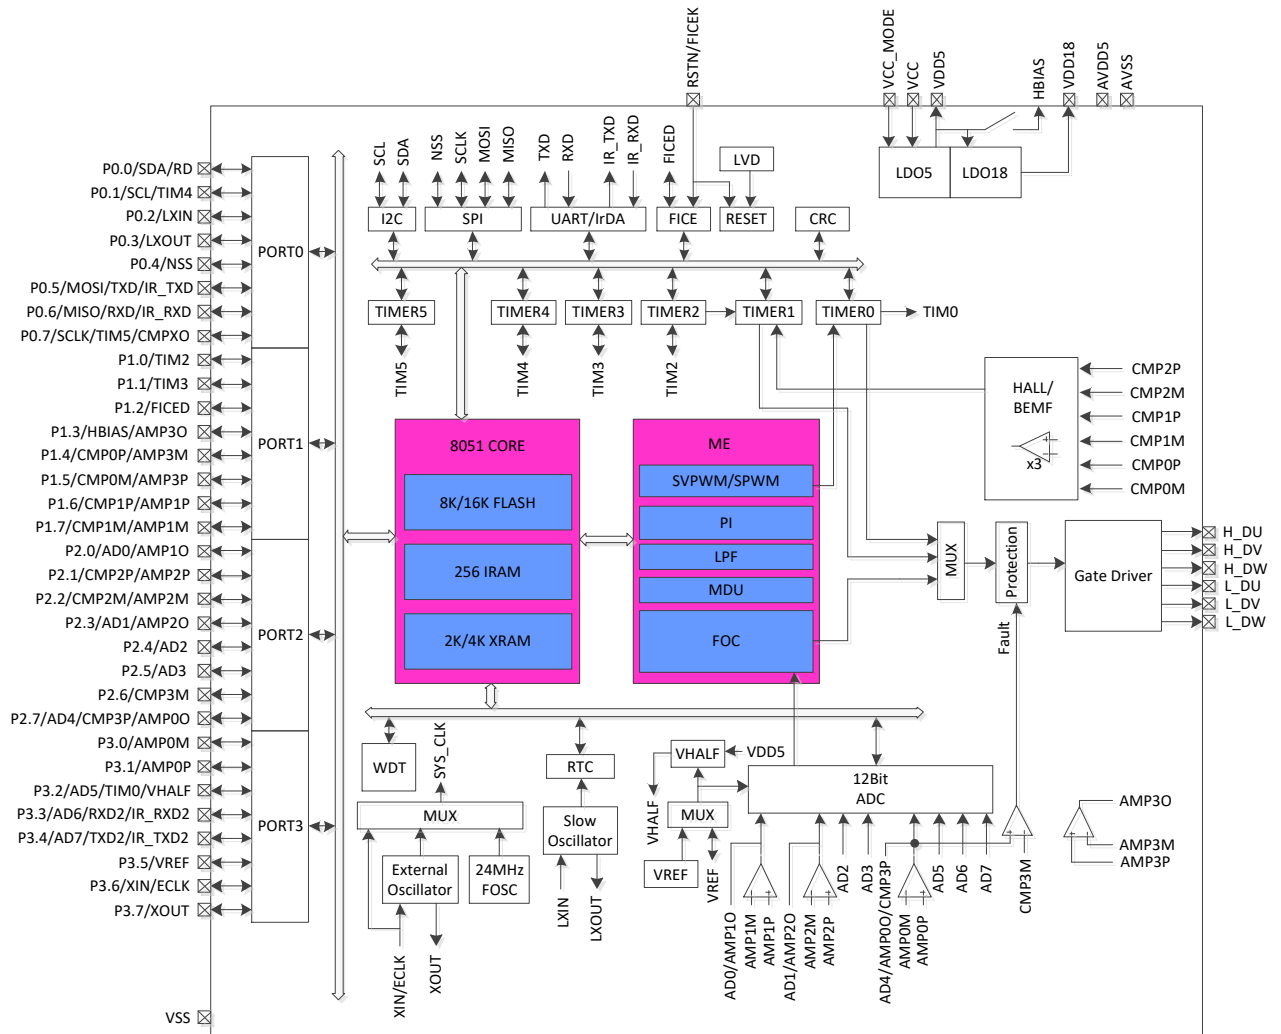 RSTN/FICEK
VCC_MODE
VCC
VDD5
HBIAS
VDD18
AVDD5
AVSS
P0.0/SDA/RD
P0.1/SCL/TIM4
P0.2/LXIN
P0.3/LXOUT
P0.4/NSS
P0.5/MOSI/TXD/IR_TXD
P0.6/MISO/RXD/IR_RXD
P0.7/SCLK/TIM5/CMPXO
P1.0/TIM2
P1.1/TIM3
P1.2/FICED
P1.3/HBIAS/AMP3O
P1.4/CMP0P/AMP3M
P1.5/CMP0M/AMP3P
P1.6/CMP1P/AMP1P
P1.7/CMP1M/AMP1M
P2.0/AD0/AMP1O
P2.1/CMP2P/AMP2P
P2.2/CMP2M/AMP2M
P2.3/AD1/AMP2O
P2.4/AD2
P2.5/AD3
P2.6/CMP3M
P2.7/AD4/CMP3P/AMP0O
P3.0/AMP0M
P3.1/AMP0P
P3.2/AD5/TIM0/VHALF
P3.3/AD6/RXD2/IR_RXD2
P3.4/AD7/TXD2/IR_TXD2
P3.5/VREF
P3.6/XIN/ECLK
P3.7/XOUT
VSS
PORT0
PORT1
PORT2
PORT3
SCL
SDA
NSS
SCLK
MOSI
MISO
TXD
RXD
IR_TXD
IR_RXD
FICED
LVD
I2C
SPI
UART/IrDA
FICE
RESET
CRC
LDO5
LDO18
TIMER5
TIMER4
TIMER3
TIMER2
TIMER1
TIMER0
TIM0
TIM5
TIM4
TIM3
TIM2
8051 CORE
8K/16K FLASH
256 IRAM
2K/4K XRAM
ME
SVPWM/SPWM
PI
LPF
MDU
FOC
HALL/
BEMF
x3
CMP2P
CMP2M
CMP1P
CMP1M
CMP0P
CMP0M
MUX
Protection
Gate Driver
Fault
H_DU
H_DV
H_DW
L_DU
L_DV
L_DW
WDT
SYS_CLK
MUX
External
Oscillator
24MHz
FOSC
XIN/ECLK
XOUT
RTC
Slow
Oscillator
LXIN
LXOUT
VHALF
VDD5
VHALF
MUX
VREF
VREF
12Bit
ADC
AD0/AMP1O
AMP1M
AMP1P
AD1/AMP2O
AMP2M
AMP2P
AD2
AD3
AD4/AMP0O/CMP3P
AMP0M
AMP0P
AD5
AD6
AD7
CMP3M
AMP3O
AMP3M
AMP3P